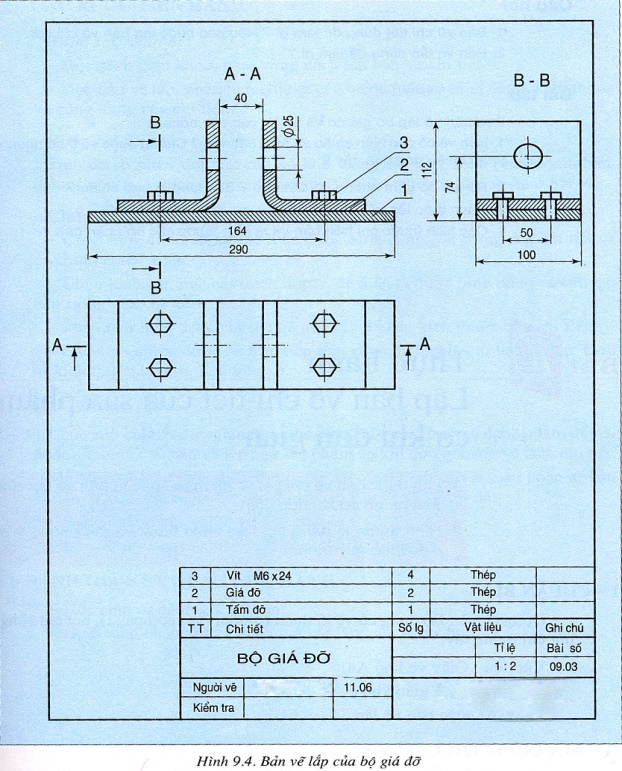 A - A
B - B
40
B
ϕ 25
3
2
1
112
74
164
290
50
100
B
A
A
3 Vít M6 x 24 4 Thép
2 Giá đỡ 2 Thép
1 Tấm đỡ 1 Thép
TT Chi tiết Số lg Vật liệu Ghi chú
BỘ GIÁ ĐỠ
Tỉ lệ Bài số
1 : 2 09.03
Người vẽ 11.06
Kiểm tra
Hình 9.4. Bản vẽ lắp của bộ giá đỡ